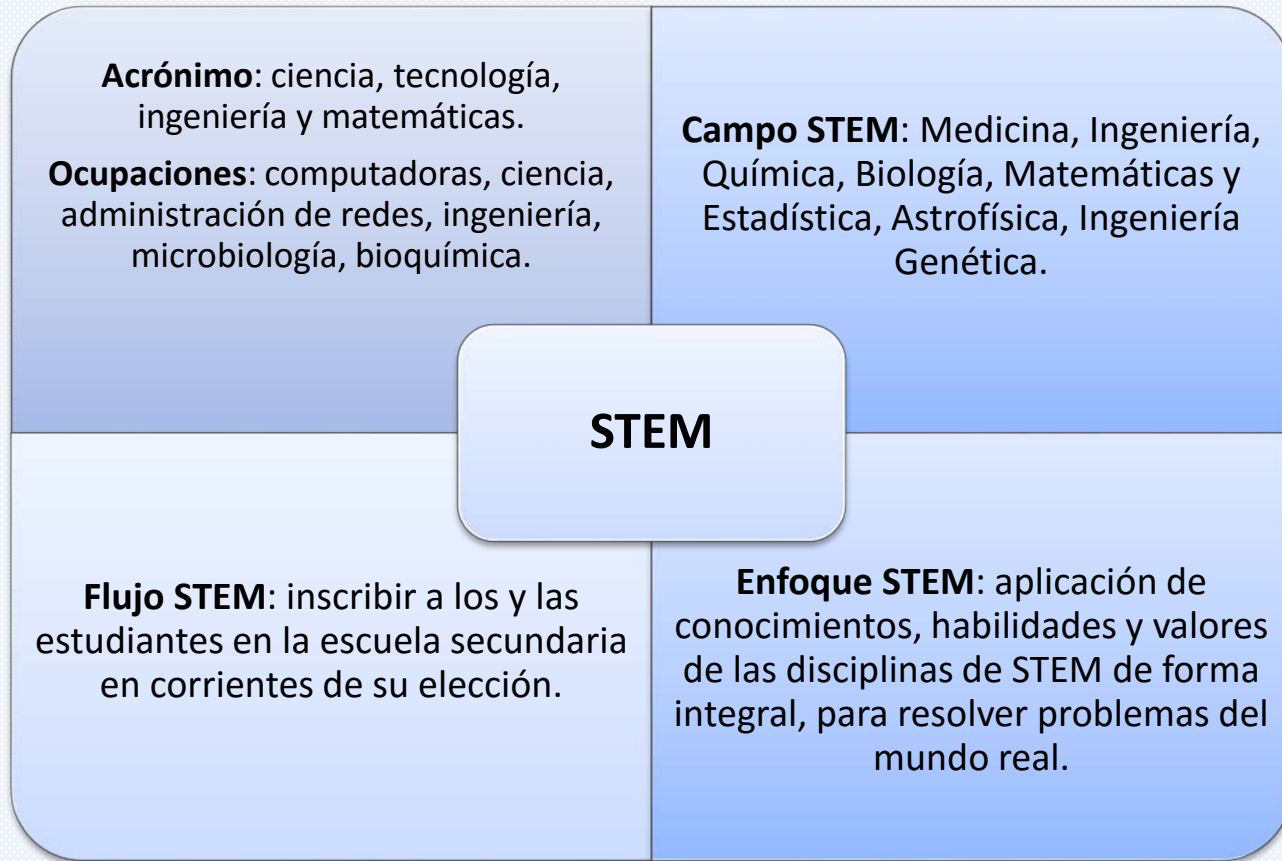 Acrónimo: ciencia, tecnología,
ingeniería y matemáticas.
Ocupaciones: computadoras, ciencia,
administración de redes, ingeniería,
microbiología, bioquímica.
Campo STEM: Medicina, Ingeniería,
Química, Biología, Matemáticas y
Estadística, Astrofísica, Ingeniería
Genética.
STEM
Flujo STEM: inscribir a los y las
estudiantes en la escuela secundaria
en corrientes de su elección.
Enfoque STEM: aplicación de
conocimientos, habilidades y valores
de las disciplinas de STEM de forma
integral, para resolver problemas del
mundo real.